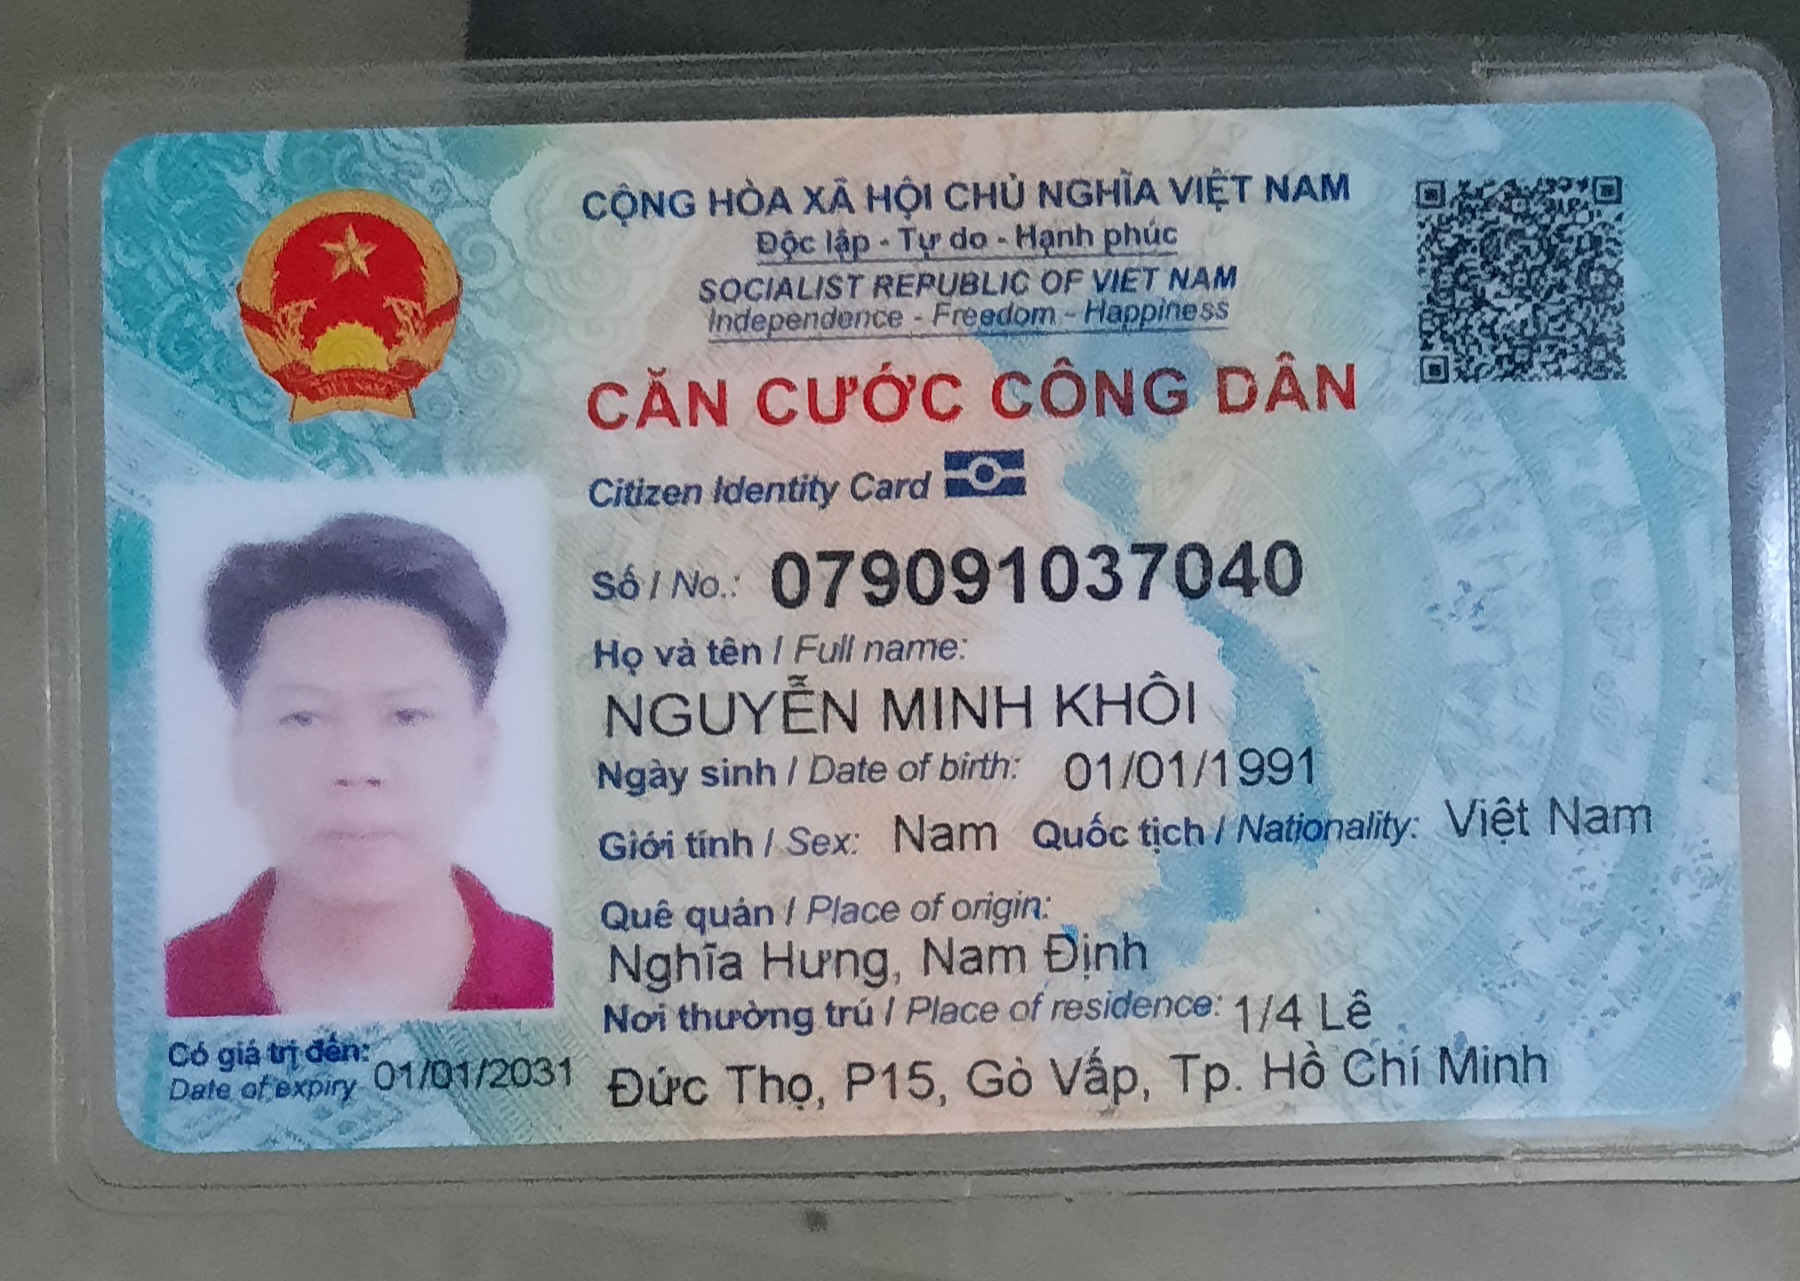 CỘNG HÒA XÃ HỘI CHỦ NGHĨA VIỆT NAM
Độc lập - Tự do - Hạnh phúc
SOCIALIST REPUBLIC OF VIET NAM
Independence - Freedom - Happiness
CĂN CƯỚC CÔNG DÂN
Citizen Identity Card
Số / No.: 079091037040
Họ và tên / Full name:
NGUYỄN MINH KHÔI
Ngày sinh / Date of birth: 01/01/1991
Giới tính / Sex: Nam Quốc tịch / Nationality: Việt Nam
Quê quán / Place of origin:
Nghĩa Hưng, Nam Định
Nơi thường trú / Place of residence: 1/4 Lê
Đức Thọ, P15, Gò Vấp, Tp. Hồ Chí Minh
Có giá trị đến: 01/01/2031
Date of expiry